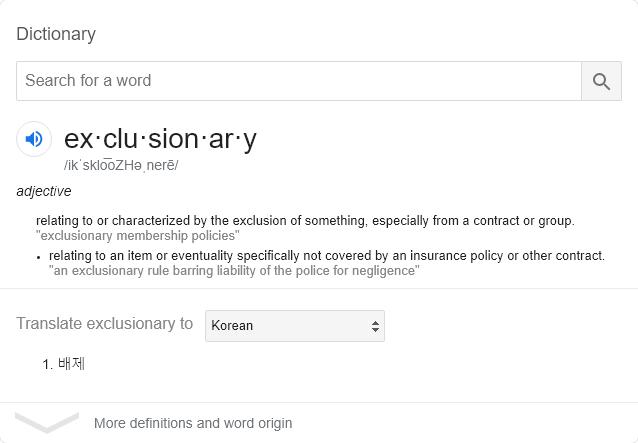 Dictionary
Search for a word
ex·clu·sion·ar·y
/ikˈsklo͞oZHəˌnerē/
adjective
relating to or characterized by the exclusion of something, especially from a contract or group.
"exclusionary membership policies"
• relating to an item or eventuality specifically not covered by an insurance policy or other contract.
"an exclusionary rule barring liability of the police for negligence"
Translate exclusionary to Korean
1. 배제
More definitions and word origin